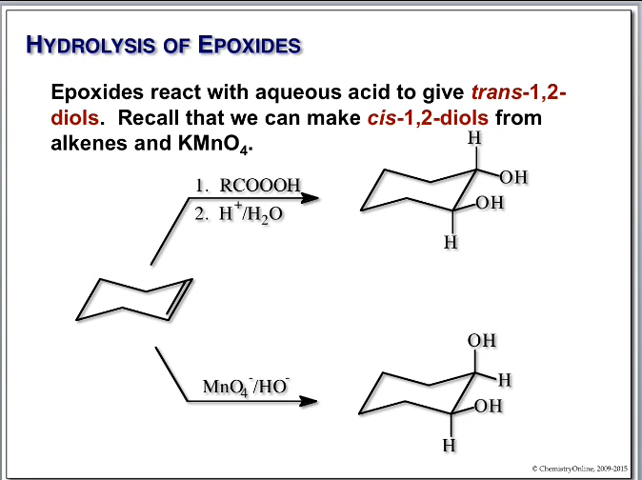 HYDROLYSIS OF EPOXIDES
Epoxides react with aqueous acid to give trans-1,2-
diols. Recall that we can make cis-1,2-diols from
alkenes and KMnO₄.
H
OH
OH
H
1. RCOOOH
2. H⁺/H₂O
OH
H
OH
H
MnO₄⁻/HO⁻
© ChemistryOnline, 2009-2015